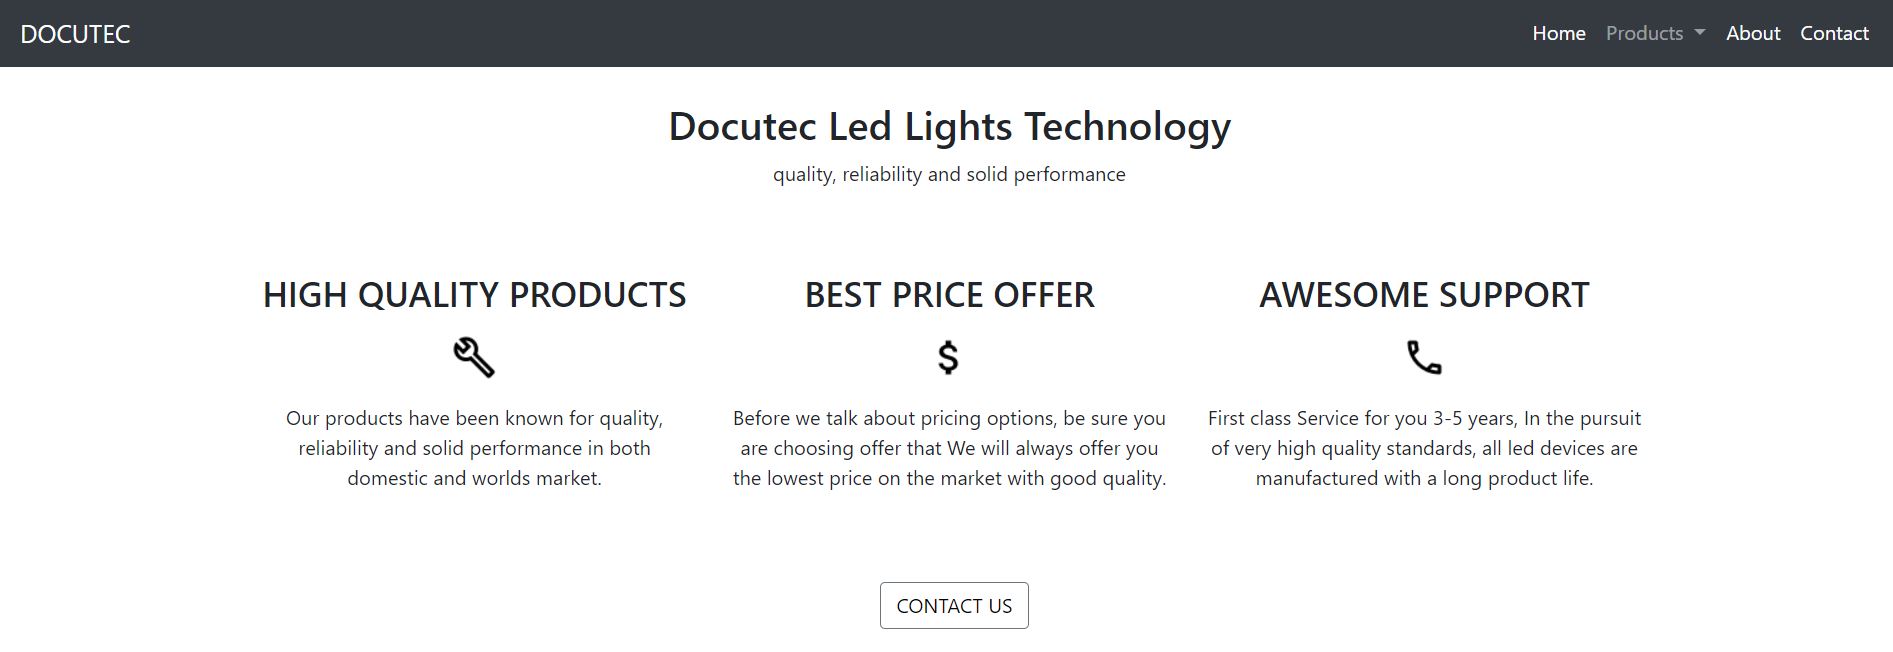 DOCUTEC
Home Products About Contact
Docutec Led Lights Technology
quality, reliability and solid performance
HIGH QUALITY PRODUCTS
Our products have been known for quality,
reliability and solid performance in both
domestic and worlds market.
BEST PRICE OFFER
$
Before we talk about pricing options, be sure you
are choosing offer that We will always offer you
the lowest price on the market with good quality.
AWESOME SUPPORT
First class Service for you 3-5 years, In the pursuit
of very high quality standards, all led devices are
manufactured with a long product life.
CONTACT US